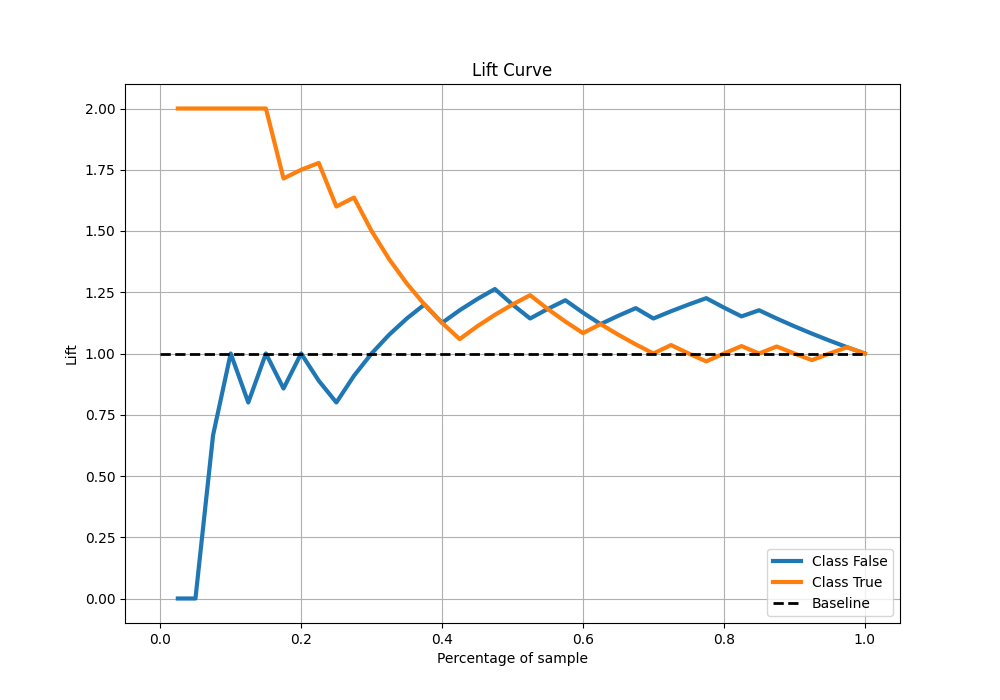 Lift Curve
2.00
1.75
1.50
1.25
1.00
0.75
0.50
0.25
0.00
Lift
0.0 0.2 0.4 0.6 0.8 1.0
Percentage of sample
Class False
Class True
Baseline